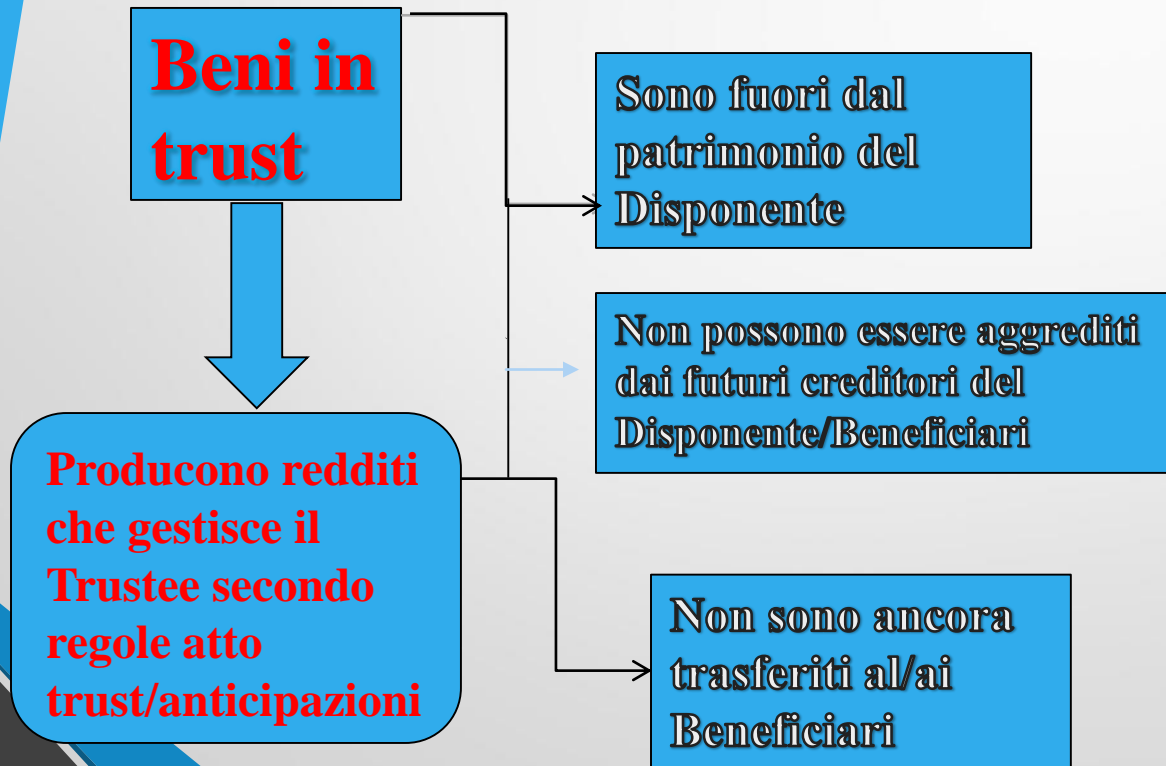 Beni in
trust
Sono fuori dal
patrimonio del
Disponente
Non possono essere aggrediti
dai futuri creditori del
Disponente/Beneficiari
Producono redditi
che gestisce il
Trustee secondo
regole atto
trust/anticipazioni
Non sono ancora
trasferiti al/ai
Beneficiari